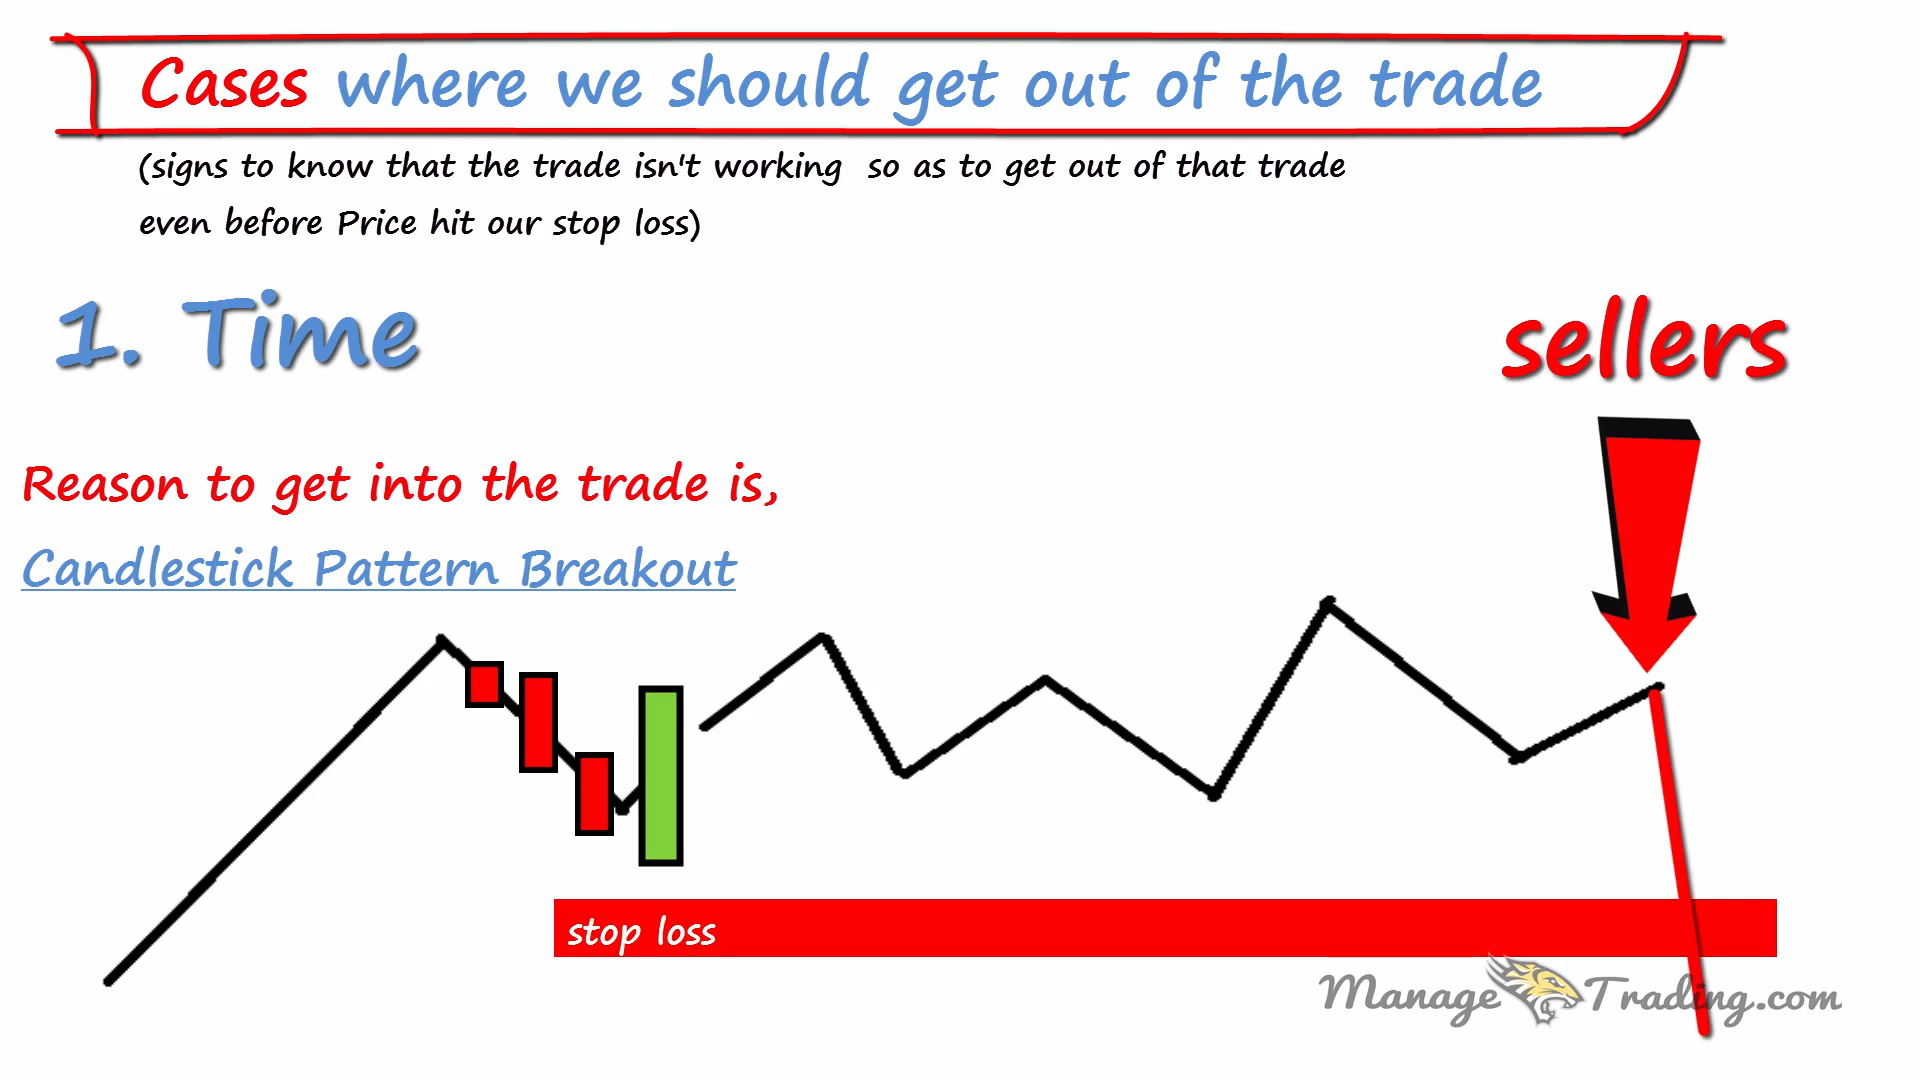 Cases where we should get out of the trade
(signs to know that the trade isn't working so as to get out of that trade
even before Price hit our stop loss)
1. Time
sellers
Reason to get into the trade is,
Candlestick Pattern Breakout
stop loss
ManageTrading.com